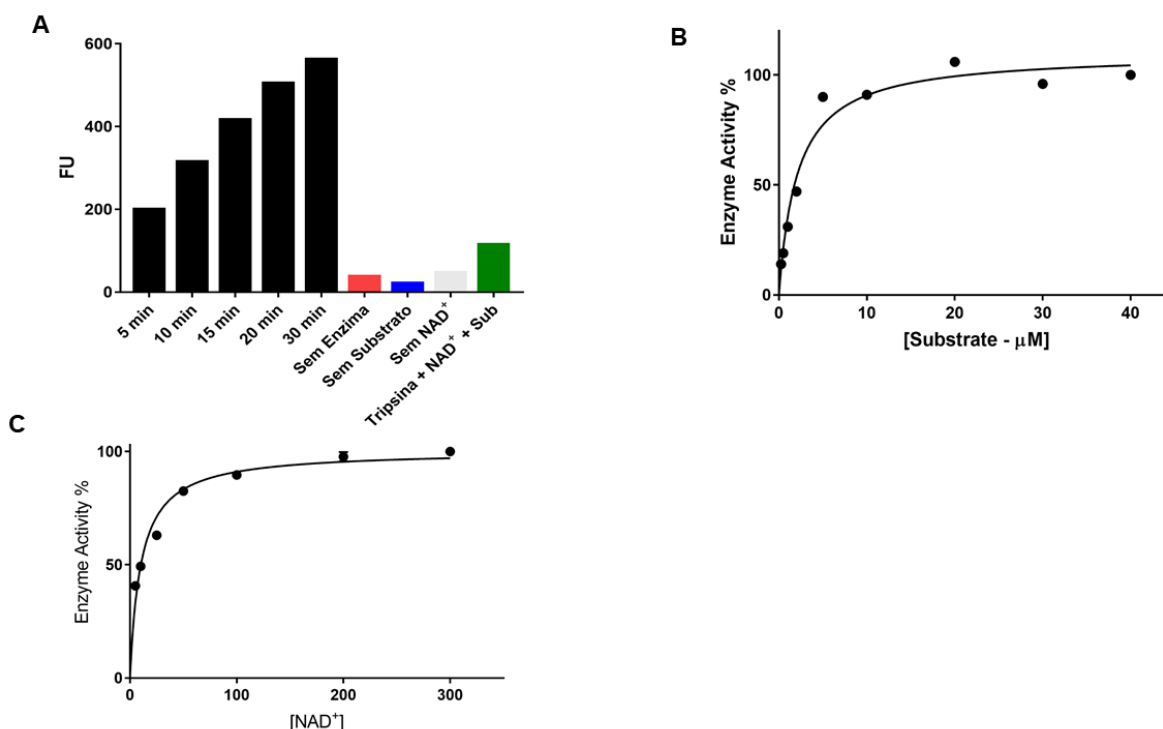 A
FU
600
400
200
0
5 min
10 min
15 min
20 min
30 min
Sem Enzima
Sem Substrato
Sem NAD⁺
Tripsina + NAD⁺ + Sub
B
Enzyme Activity %
100
50
0
0 10 20 30 40
[Substrate - μM]
C
Enzyme Activity %
100
50
0
0 100 200 300
[NAD⁺]